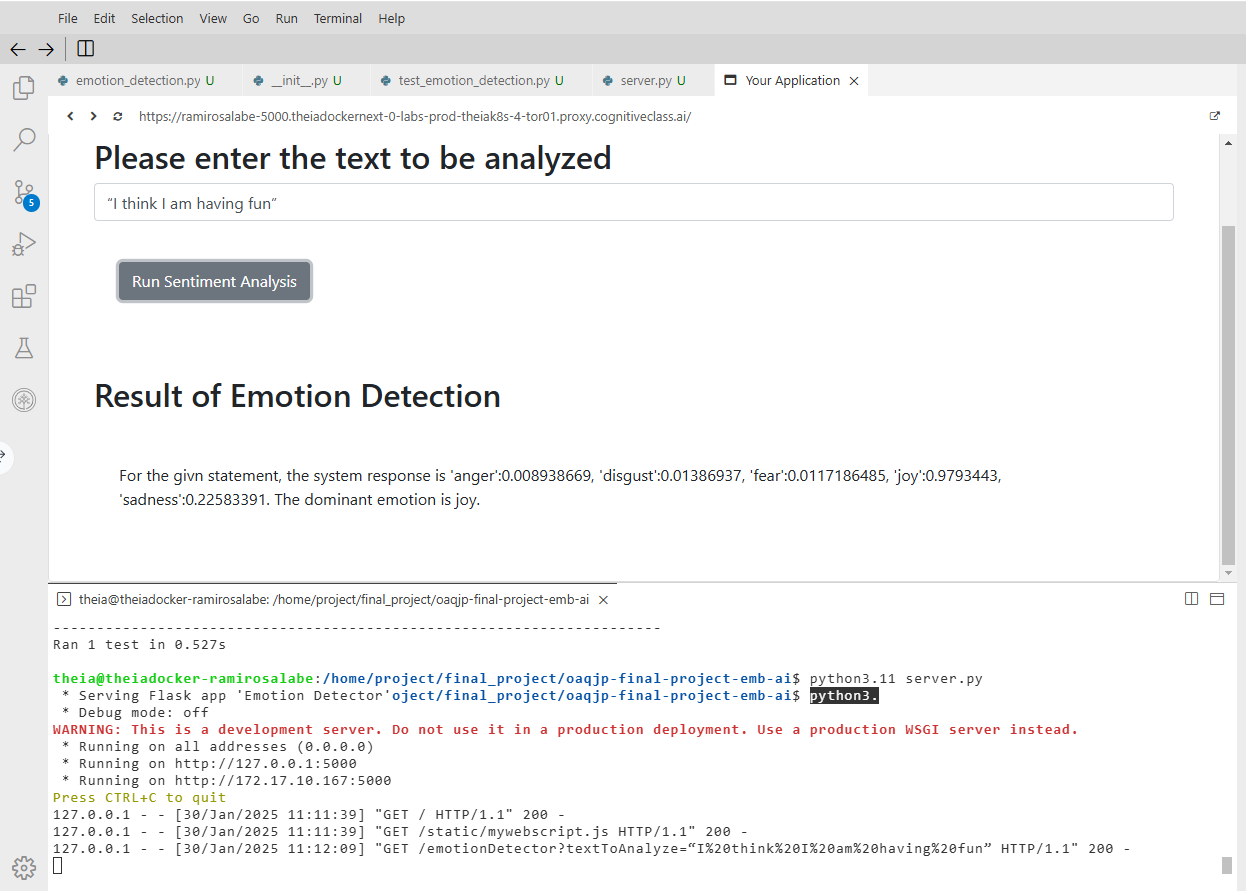 File Edit Selection View Go Run Terminal Help
emotion_detection.py U __init__.py U test_emotion_detection.py U server.py U Your Application
https://ramirosalabe-5000.theiadockernext-0-labs-prod-theiak8s-4-tor01.proxy.cognitiveclass.ai/
Please enter the text to be analyzed
“I think I am having fun”
5
Run Sentiment Analysis
Result of Emotion Detection
For the givn statement, the system response is 'anger':0.008938669, 'disgust':0.01386937, 'fear':0.0117186485, 'joy':0.9793443,
'sadness':0.22583391. The dominant emotion is joy.
theia@theiadocker-ramirosalabe: /home/project/final_project/oaqjp-final-project-emb-ai
----------------------------------------------------------------------
Ran 1 test in 0.527s
theia@theiadocker-ramirosalabe:/home/project/final_project/oaqjp-final-project-emb-ai$ python3.11 server.py
* Serving Flask app 'Emotion Detector'oject/final_project/oaqjp-final-project-emb-ai$ python3.
* Debug mode: off
WARNING: This is a development server. Do not use it in a production deployment. Use a production WSGI server instead.
* Running on all addresses (0.0.0.0)
* Running on http://127.0.0.1:5000
* Running on http://172.17.10.167:5000
Press CTRL+C to quit
127.0.0.1 - - [30/Jan/2025 11:11:39] "GET / HTTP/1.1" 200 -
127.0.0.1 - - [30/Jan/2025 11:11:39] "GET /static/mywebscript.js HTTP/1.1" 200 -
127.0.0.1 - - [30/Jan/2025 11:12:09] "GET /emotionDetector?textToAnalyze=“I%20think%20I%20am%20having%20fun” HTTP/1.1" 200 -